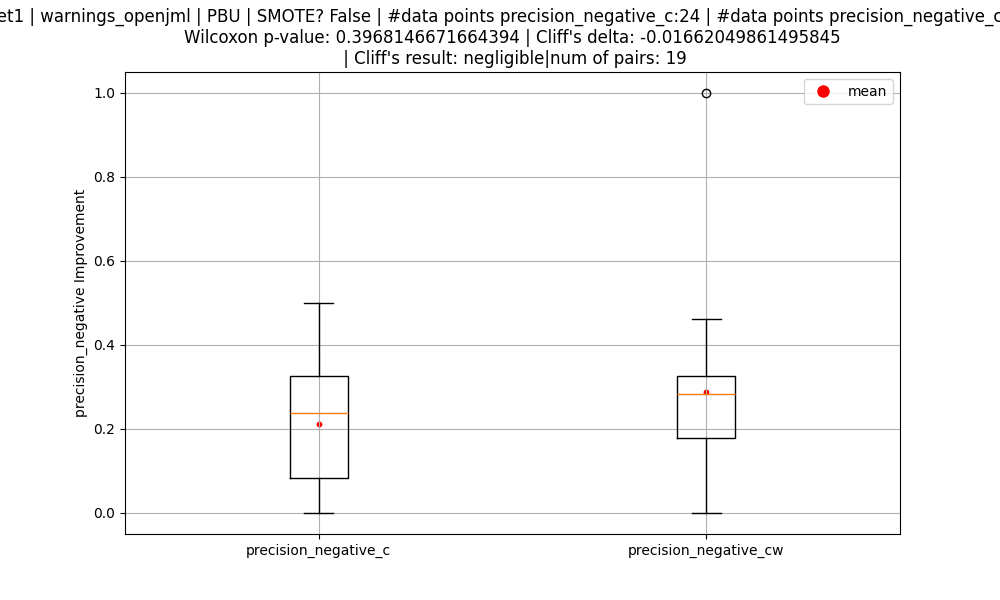 et1 | warnings_openjml | PBU | SMOTE? False | #data points precision_negative_c:24 | #data points precision_negative_c
Wilcoxon p-value: 0.3968146671664394 | Cliff's delta: -0.01662049861495845
| Cliff's result: negligible|num of pairs: 19
mean
1.0
0.8
0.6
0.4
0.2
0.0
precision_negative Improvement
precision_negative_c
precision_negative_cw